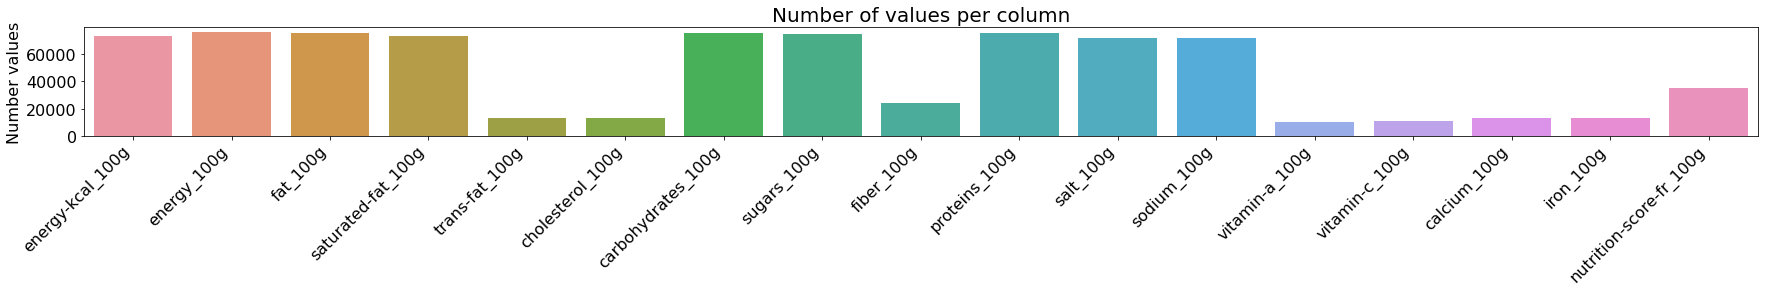 Number of values per column
Number values
60000
40000
20000
0
energy-kcal_100g
energy_100g
fat_100g
saturated-fat_100g
trans-fat_100g
cholesterol_100g
carbohydrates_100g
sugars_100g
fiber_100g
proteins_100g
salt_100g
sodium_100g
vitamin-a_100g
vitamin-c_100g
calcium_100g
iron_100g
nutrition-score-fr_100g